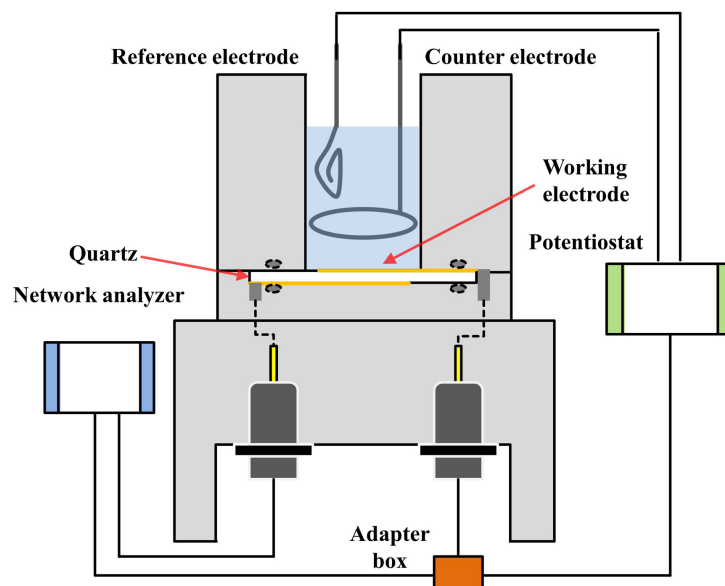 Reference electrode
Counter electrode
Working
electrode
Quartz
Potentiostat
Network analyzer
Adapter
box